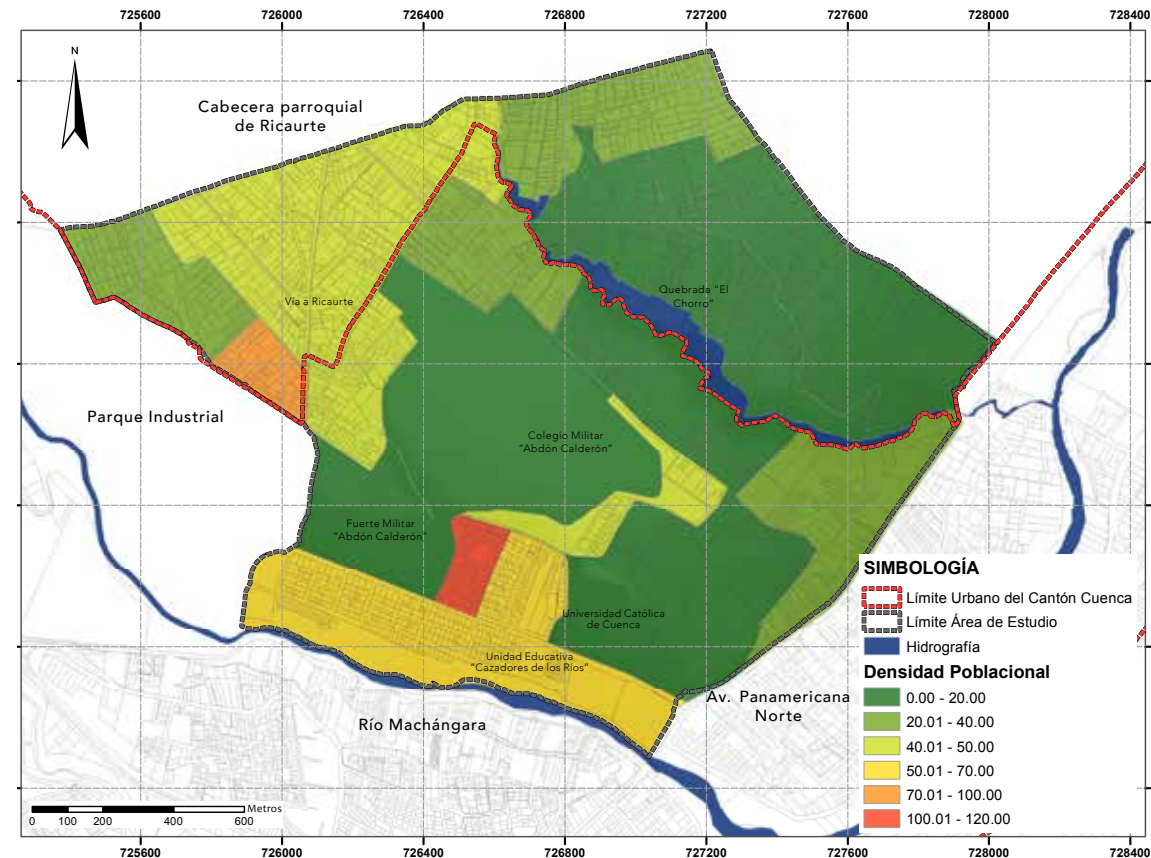 725600 726000 726400 726800 727200 727600 728000 728400
N
Cabecera parroquial
de Ricaurte
Vía a Ricaurte
Quebrada "El
Chorro"
Parque Industrial
Colegio Militar
"Abdón Calderón"
Fuerte Militar
"Abdón Calderón"
Universidad Católica
de Cuenca
Unidad Educativa
"Cazadores de los Ríos"
Av. Panamericana
Norte
Río Machángara
SIMBOLOGÍA
Límite Urbano del Cantón Cuenca
Límite Área de Estudio
Hidrografía
Densidad Poblacional
0.00 - 20.00
20.01 - 40.00
40.01 - 50.00
50.01 - 70.00
70.01 - 100.00
100.01 - 120.00
Metros
0 100 200 400 600
725600 726000 726400 726800 727200 727600 728000 728400